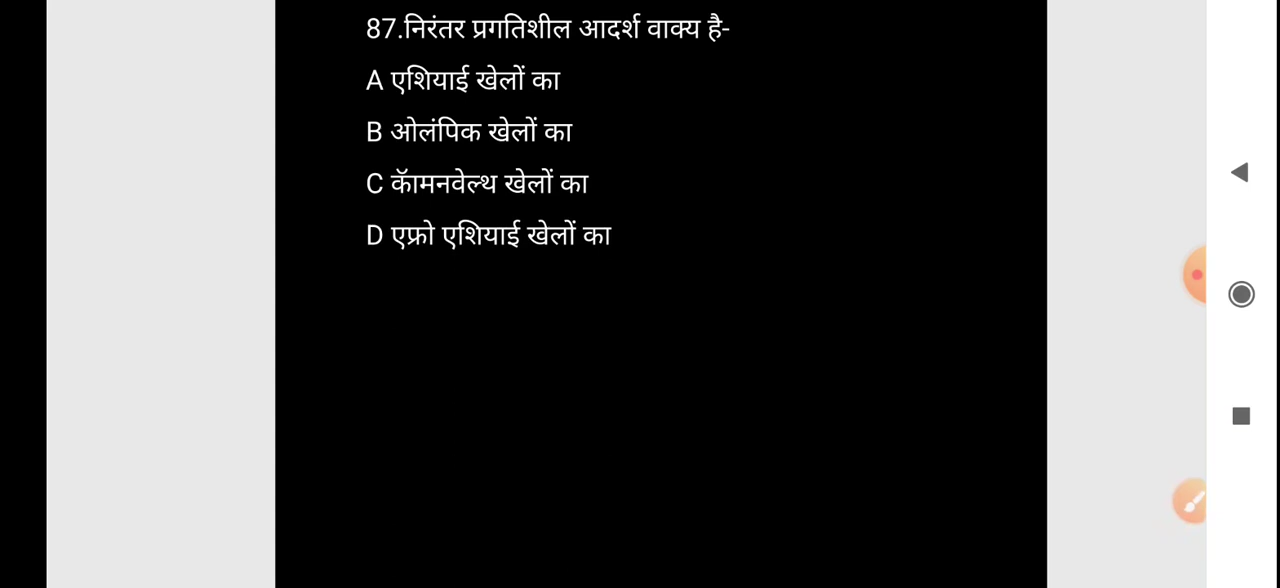 87.निरंतर प्रगतिशील आदर्श वाक्य है-
A एशियाई खेलों का
B ओलंपिक खेलों का
C कॅामनवेल्थ खेलों का
D एफ्रो एशियाई खेलों का